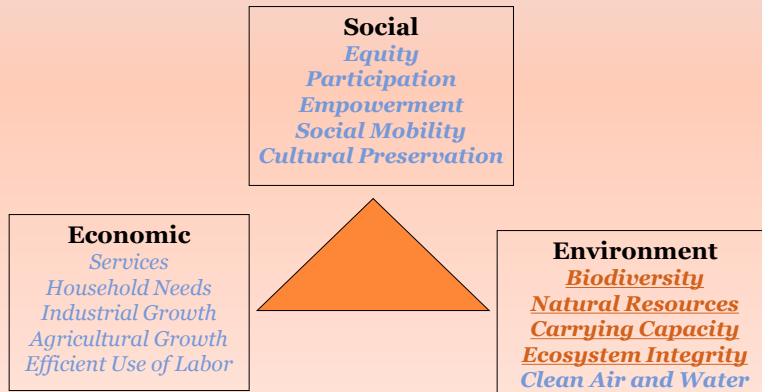 Social
Equity
Participation
Empowerment
Social Mobility
Cultural Preservation
Economic
Services
Household Needs
Industrial Growth
Agricultural Growth
Efficient Use of Labor
Environment
Biodiversity
Natural Resources
Carrying Capacity
Ecosystem Integrity
Clean Air and Water